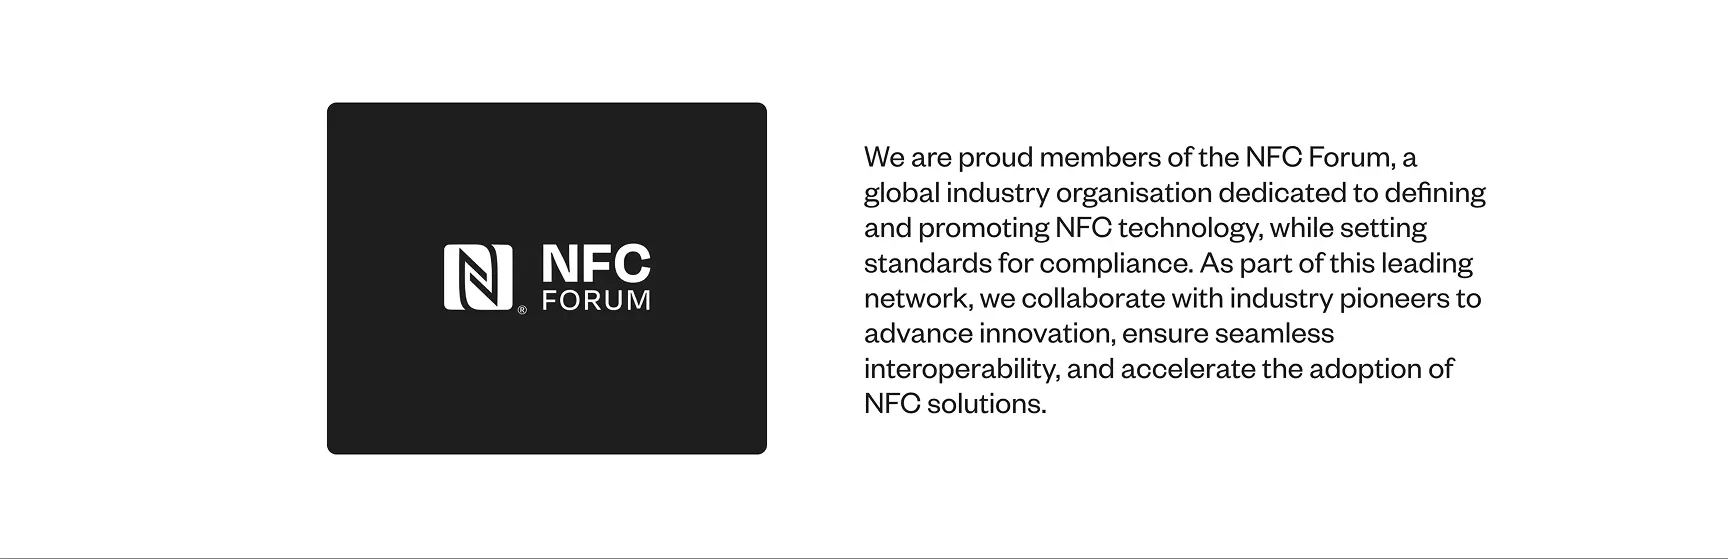 NFC
FORUM
®
We are proud members of the NFC Forum, a
global industry organisation dedicated to defining
and promoting NFC technology, while setting
standards for compliance. As part of this leading
network, we collaborate with industry pioneers to
advance innovation, ensure seamless
interoperability, and accelerate the adoption of
NFC solutions.